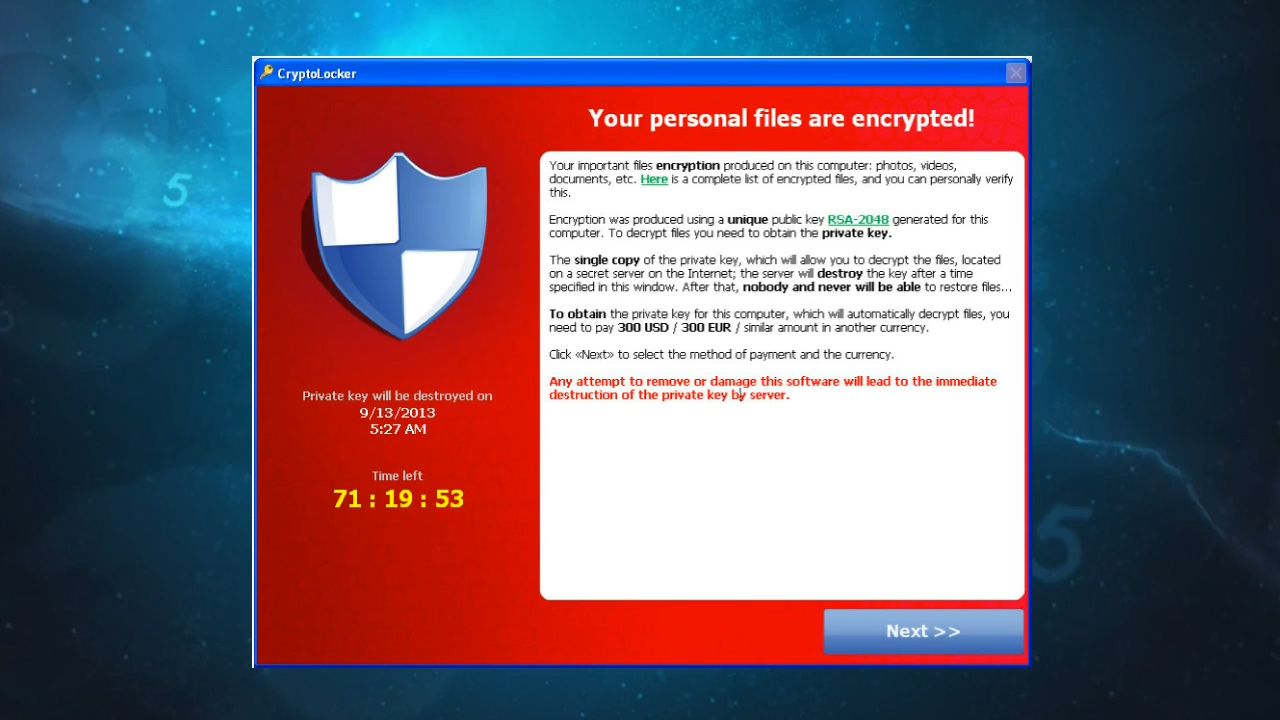 CryptoLocker
Your personal files are encrypted!
Your important files encryption produced on this computer: photos, videos,
documents, etc. Here is a complete list of encrypted files, and you can personally verify
this.
Encryption was produced using a unique public key RSA-2048 generated for this
computer. To decrypt files you need to obtain the private key.
The single copy of the private key, which will allow you to decrypt the files, located
on a secret server on the Internet; the server will destroy the key after a time
specified in this window. After that, nobody and never will be able to restore files...
To obtain the private key for this computer, which will automatically decrypt files, you
need to pay 300 USD / 300 EUR / similar amount in another currency.
Click «Next» to select the method of payment and the currency.
Any attempt to remove or damage this software will lead to the immediate
destruction of the private key by server.
Private key will be destroyed on
9/13/2013
5:27 AM
Time left
71 : 19 : 53
Next >>
5
5